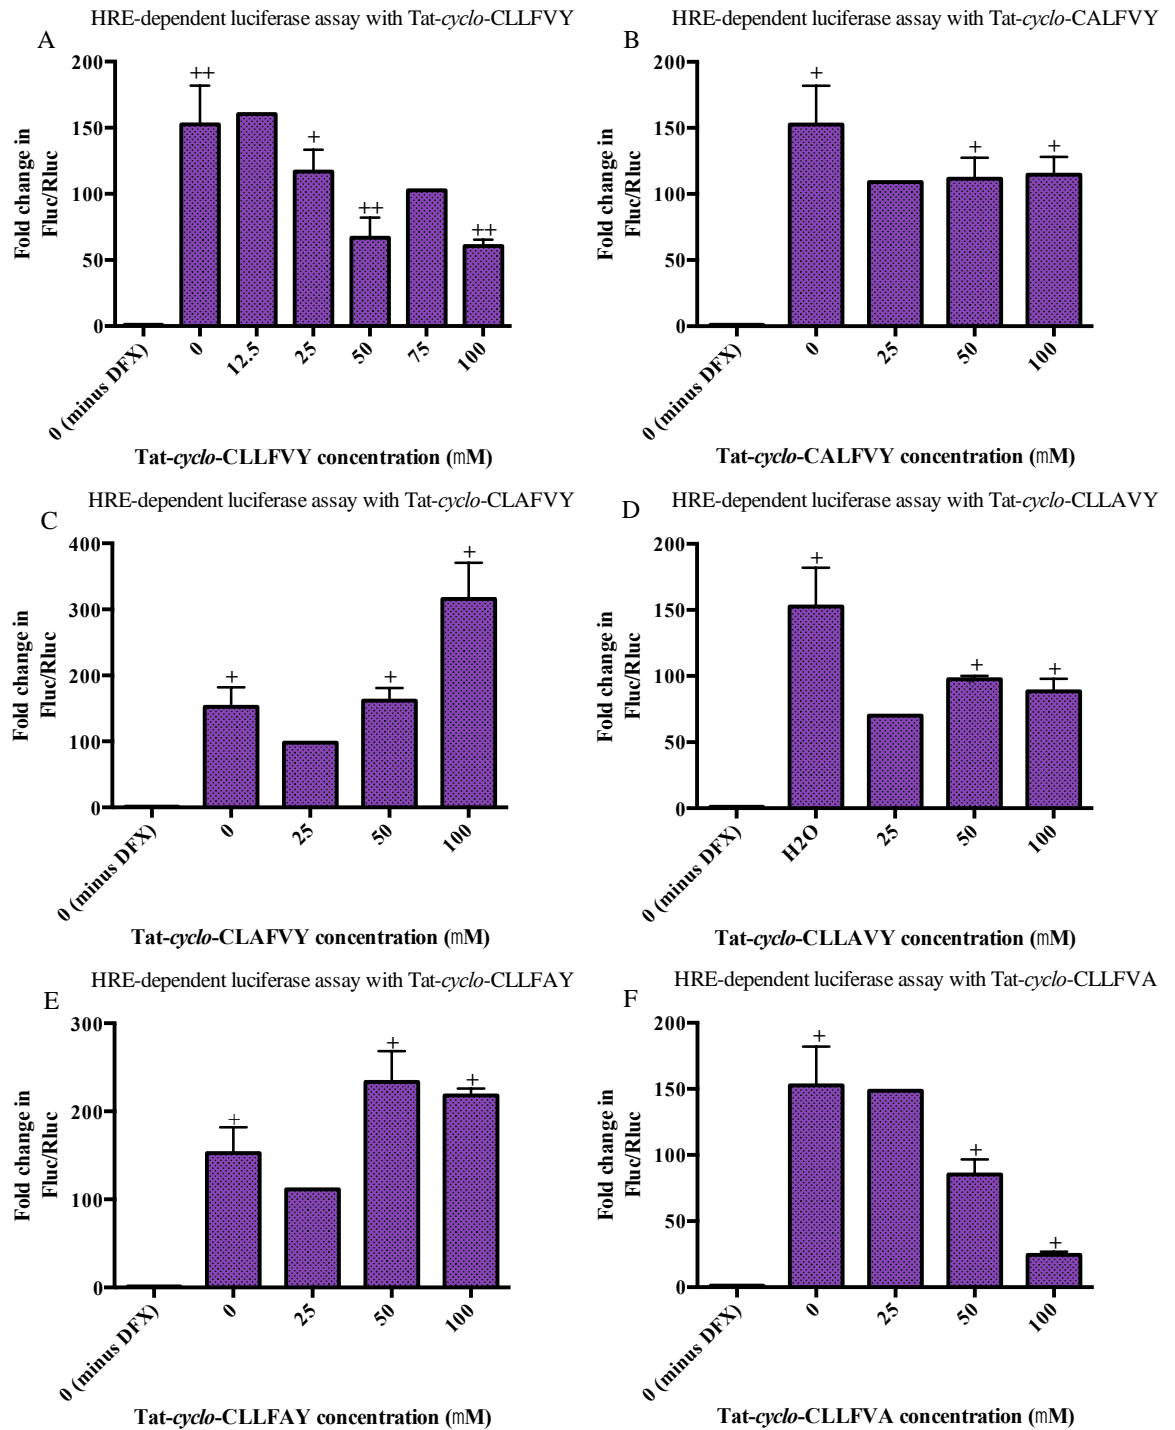 HRE-dependent luciferase assay with Tat-cyclo-CLLFVY
A
200
150
100
50
0
Fold change in
Fluc/Rluc
++
+
++
++
0 (minus DFX)
0
12.5
25
50
75
100
Tat-cyclo-CLLFVY concentration (mM)
HRE-dependent luciferase assay with Tat-cyclo-CALFVY
B
200
150
100
50
0
Fold change in
Fluc/Rluc
+
+
+
0 (minus DFX)
0
25
50
100
Tat-cyclo-CALFVY concentration (mM)
HRE-dependent luciferase assay with Tat-cyclo-CLAFVY
C
400
300
200
100
0
Fold change in
Fluc/Rluc
+
+
+
0 (minus DFX)
0
25
50
100
Tat-cyclo-CLAFVY concentration (mM)
HRE-dependent luciferase assay with Tat-cyclo-CLLAVY
D
200
150
100
50
0
Fold change in
Fluc/Rluc
+
+
+
0 (minus DFX)
H2O
25
50
100
Tat-cyclo-CLLAVY concentration (mM)
HRE-dependent luciferase assay with Tat-cyclo-CLLFAY
E
300
200
100
0
Fold change in
Fluc/Rluc
+
+
+
0 (minus DFX)
0
25
50
100
Tat-cyclo-CLLFAY concentration (mM)
HRE-dependent luciferase assay with Tat-cyclo-CLLFVA
F
200
150
100
50
0
Fold change in
Fluc/Rluc
+
+
+
0 (minus DFX)
0
25
50
100
Tat-cyclo-CLLFVA concentration (mM)